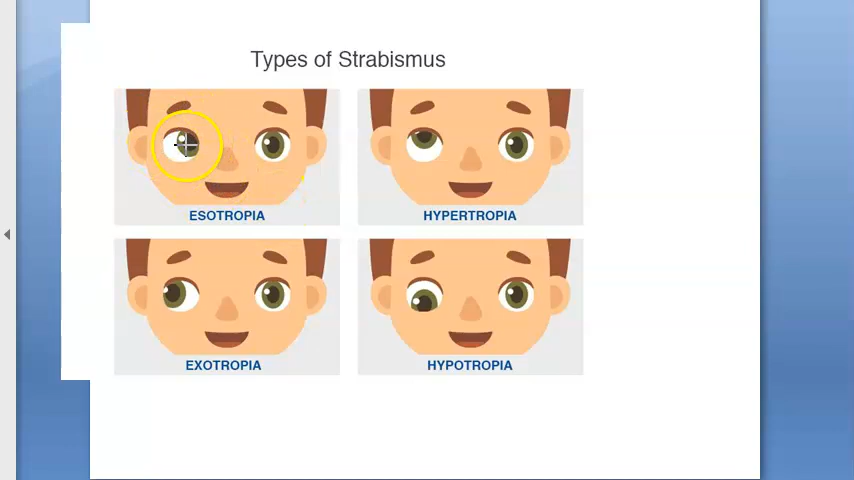 Types of Strabismus
ESOTROPIA
HYPERTROPIA
EXOTROPIA
HYPOTROPIA